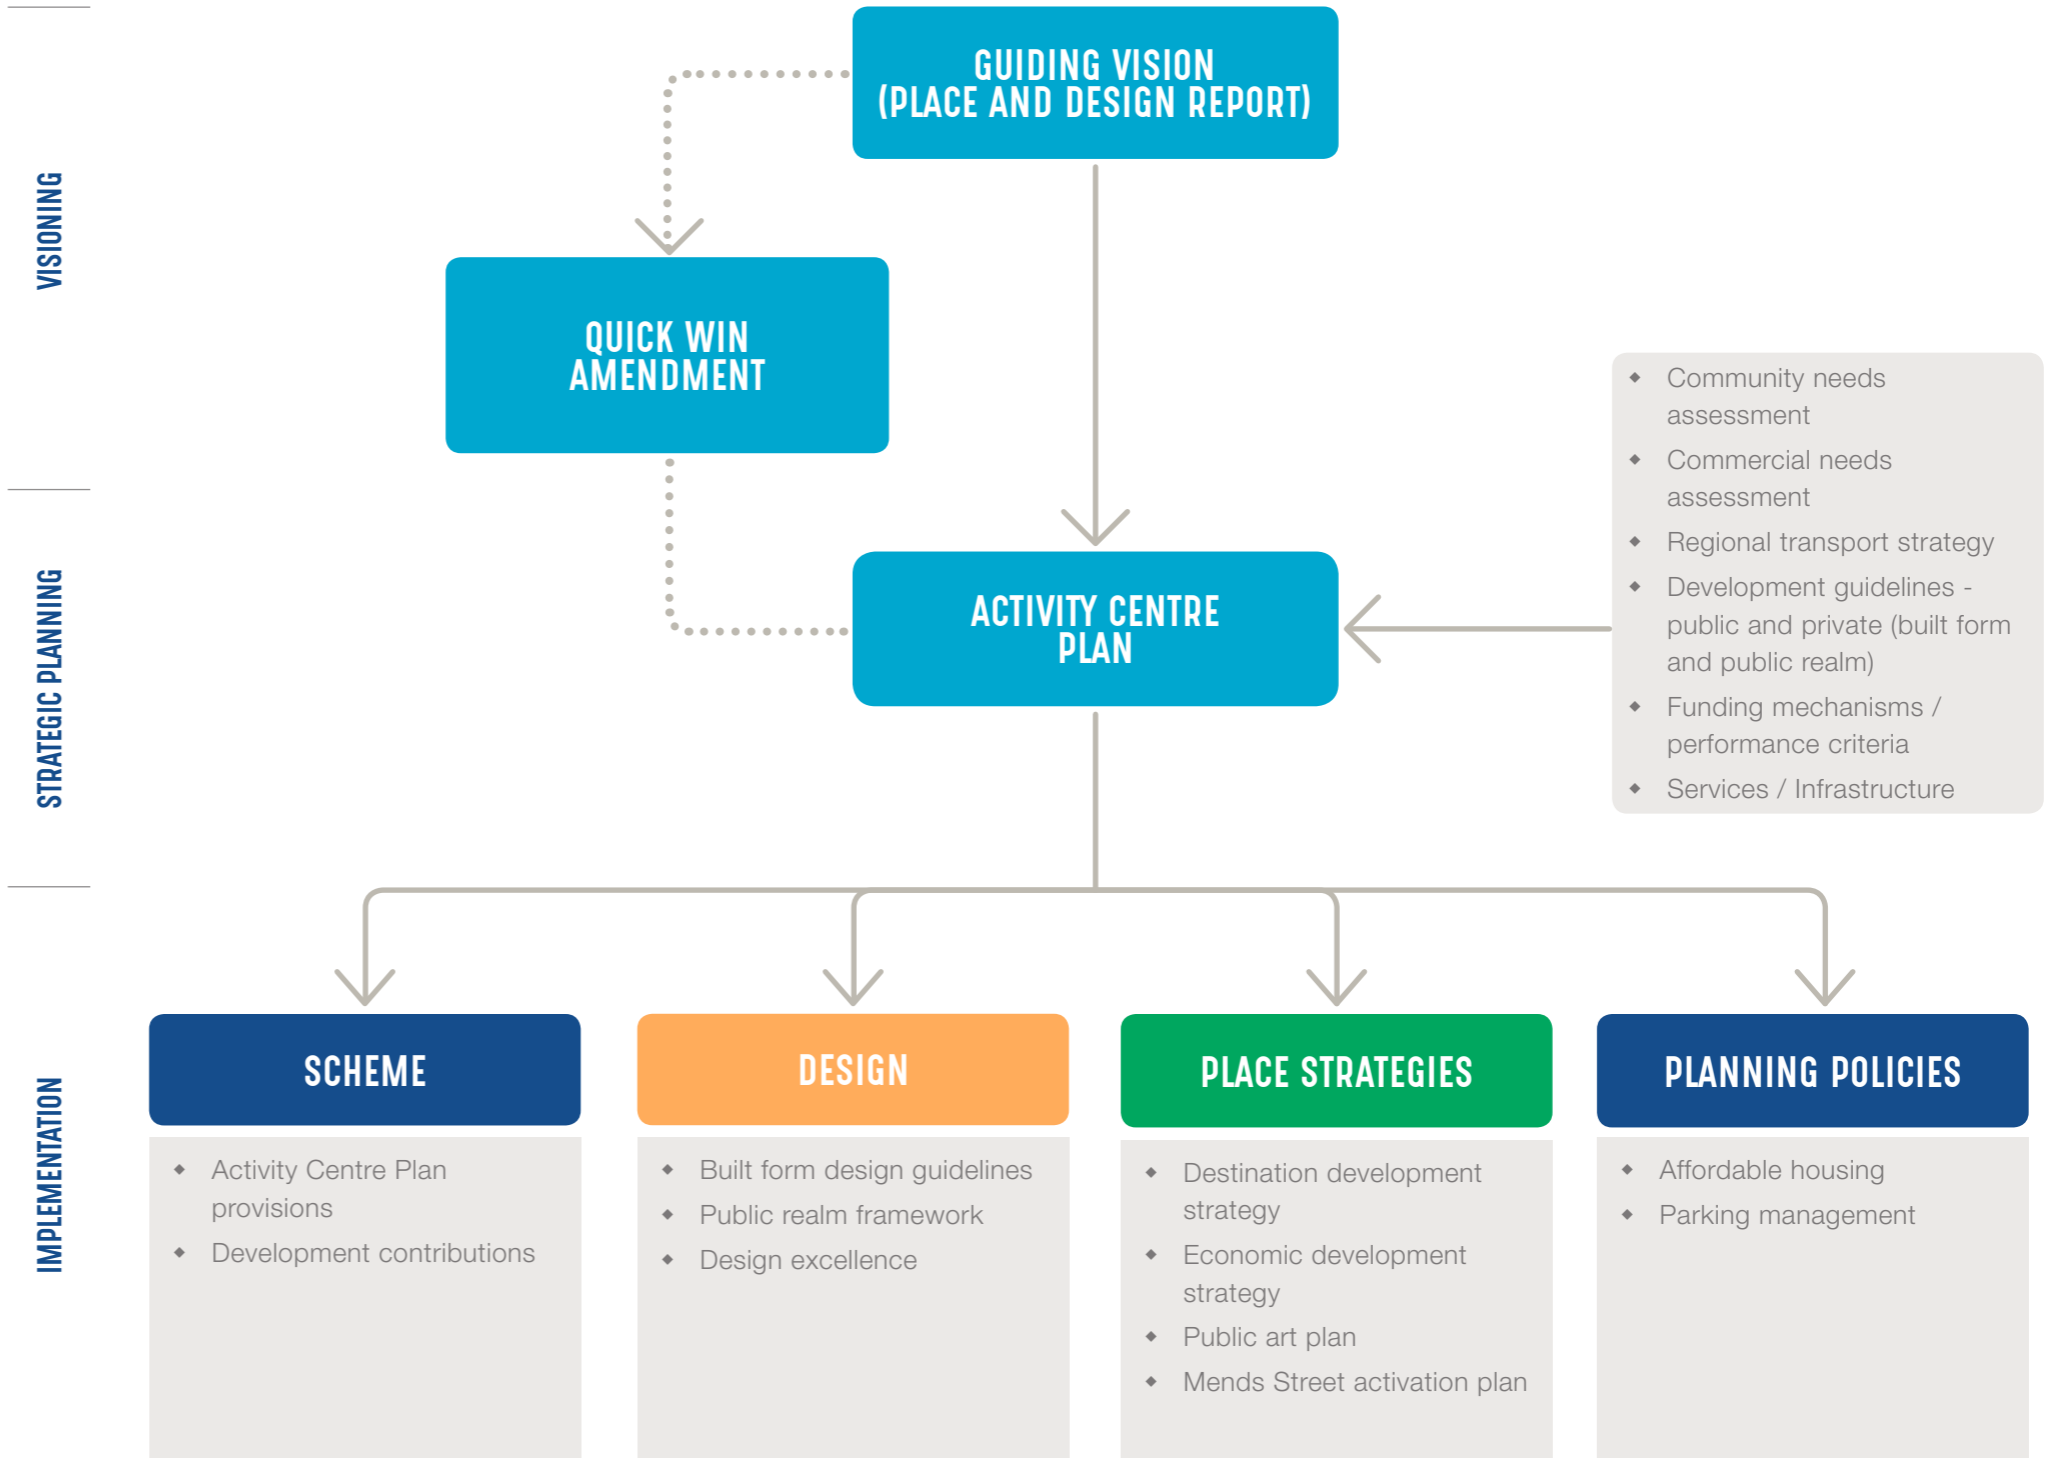 VISIONING
GUIDING VISION
(PLACE AND DESIGN REPORT)
QUICK WIN
AMENDMENT
STRATEGIC PLANNING
ACTIVITY CENTRE
PLAN
Community needs
assessment
Commercial needs
assessment
Regional transport strategy
Development guidelines -
public and private (built form
and public realm)
Funding mechanisms /
performance criteria
Services / Infrastructure
IMPLEMENTATION
SCHEME
Activity Centre Plan
provisions
Development contributions
DESIGN
Built form design guidelines
Public realm framework
Design excellence
PLACE STRATEGIES
Destination development
strategy
Economic development
strategy
Public art plan
Mends Street activation plan
PLANNING POLICIES
Affordable housing
Parking management